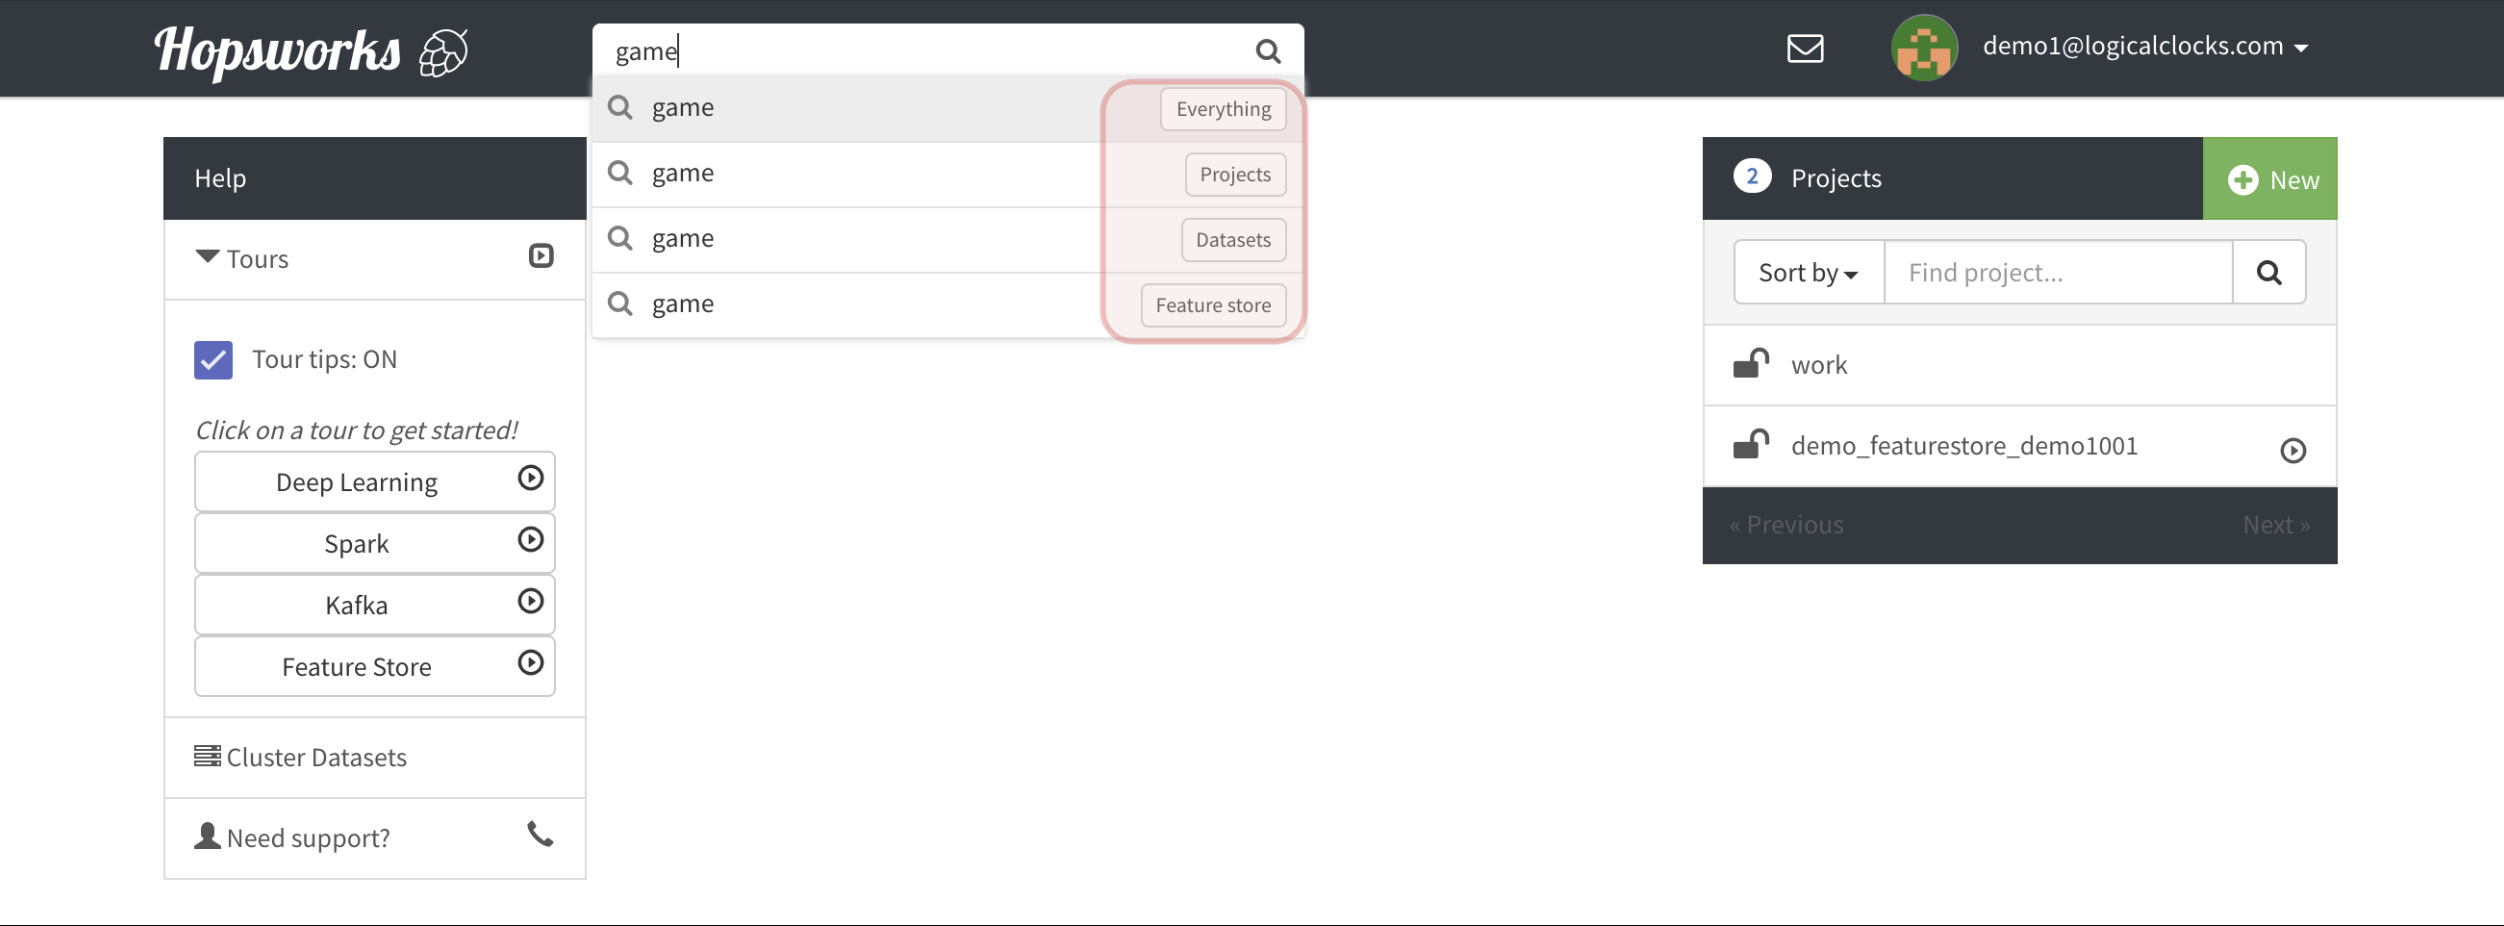 Hopsworks
game
demo1@logicalclocks.com
game Everything
game Projects
game Datasets
game Feature store
Help
Tours
Tour tips: ON
Click on a tour to get started!
Deep Learning
Spark
Kafka
Feature Store
Cluster Datasets
Need support?
2 Projects
New
Sort by
Find project...
work
demo_featurestore_demo1001
« Previous
Next »